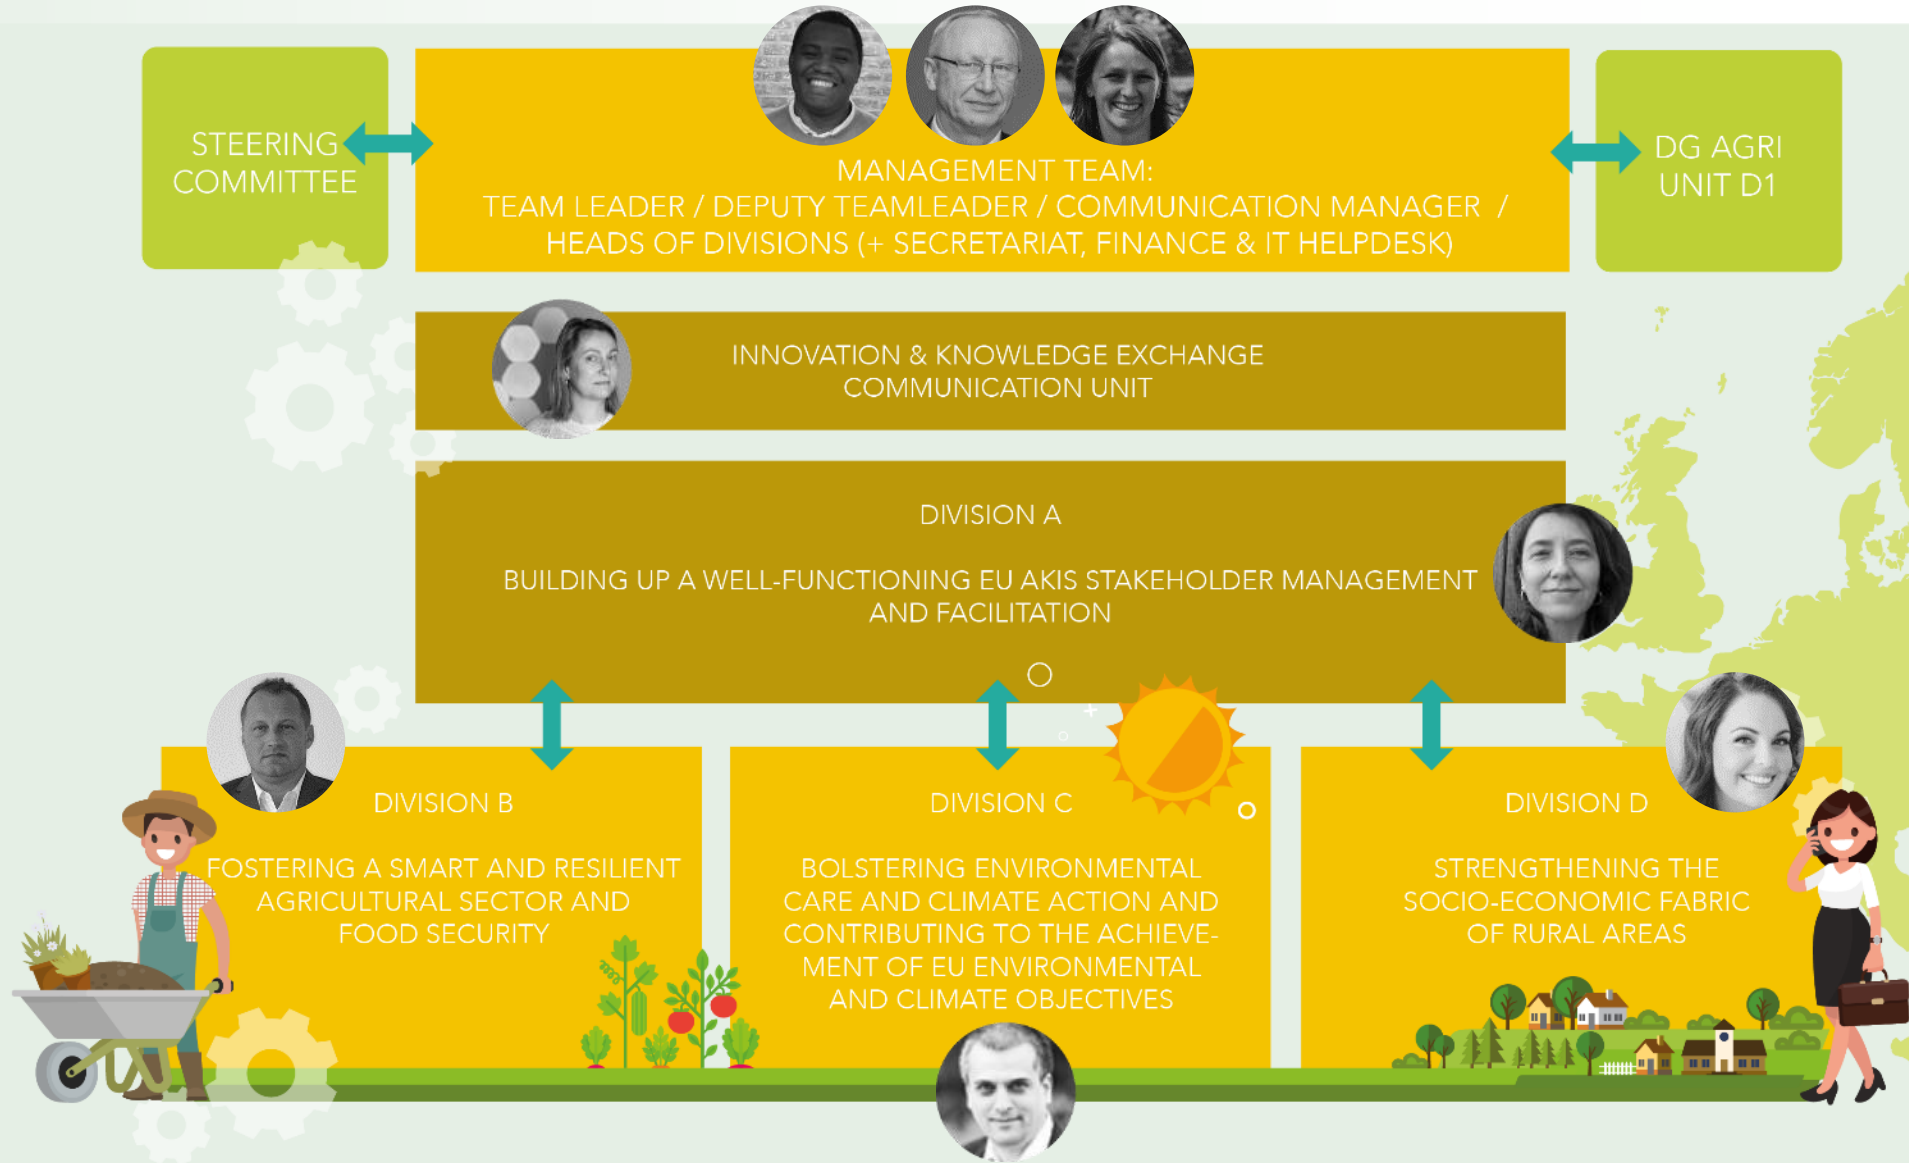 STEERING
COMMITTEE
MANAGEMENT TEAM:
TEAM LEADER / DEPUTY TEAMLEADER / COMMUNICATION MANAGER /
HEADS OF DIVISIONS (+ SECRETARIAT, FINANCE & IT HELPDESK)
DG AGRI
UNIT D1
INNOVATION & KNOWLEDGE EXCHANGE
COMMUNICATION UNIT
DIVISION A
BUILDING UP A WELL-FUNCTIONING EU AKIS STAKEHOLDER MANAGEMENT
AND FACILITATION
DIVISION B
FOSTERING A SMART AND RESILIENT
AGRICULTURAL SECTOR AND
FOOD SECURITY
DIVISION C
BOLSTERING ENVIRONMENTAL
CARE AND CLIMATE ACTION AND
CONTRIBUTING TO THE ACHIEVE-
MENT OF EU ENVIRONMENTAL
AND CLIMATE OBJECTIVES
DIVISION D
STRENGTHENING THE
SOCIO-ECONOMIC FABRIC
OF RURAL AREAS